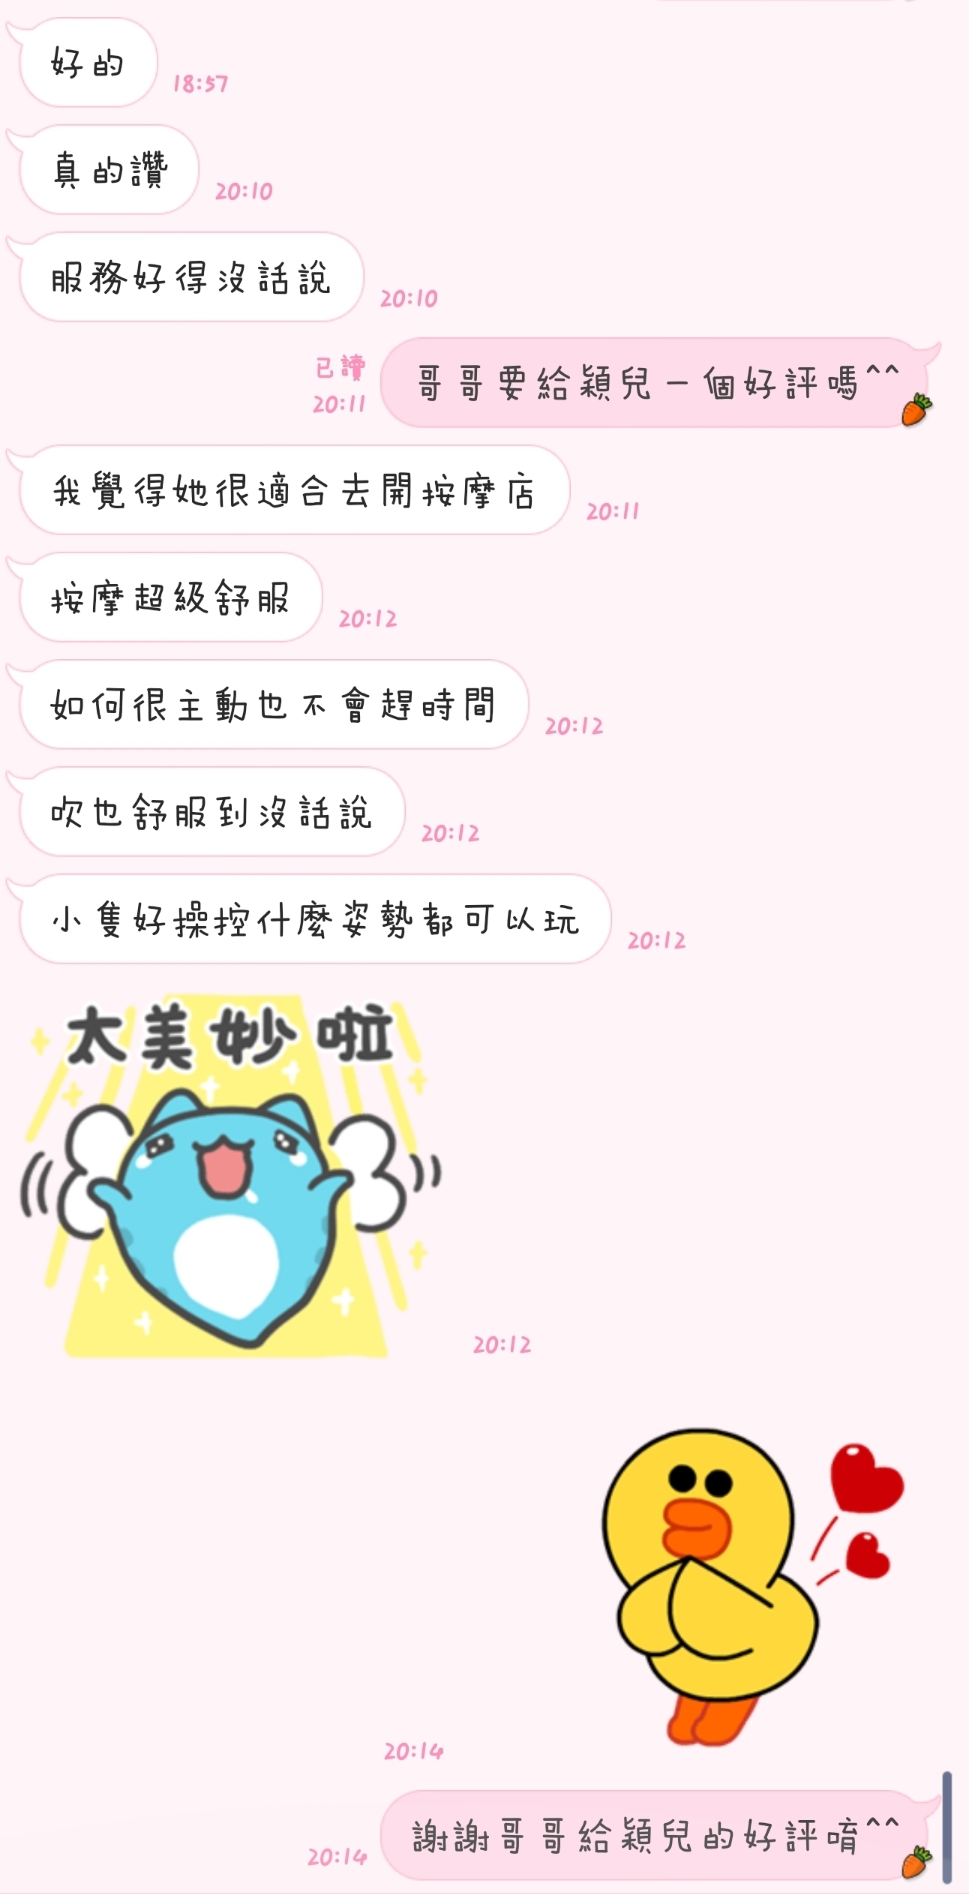 好的
18:57
真的讚
20:10
服務好得沒話說
20:10
已讀
20:11
哥哥要給穎兒一個好評嗎^^
我覺得她很適合去開按摩店
20:11
按摩超級舒服
20:12
如何很主動也不會趕時間
20:12
吹也舒服到沒話說
20:12
小隻好操控什麼姿勢都可以玩
20:12
太美妙啦
20:12
20:14
謝謝哥哥給穎兒的好評唷^^
20:14